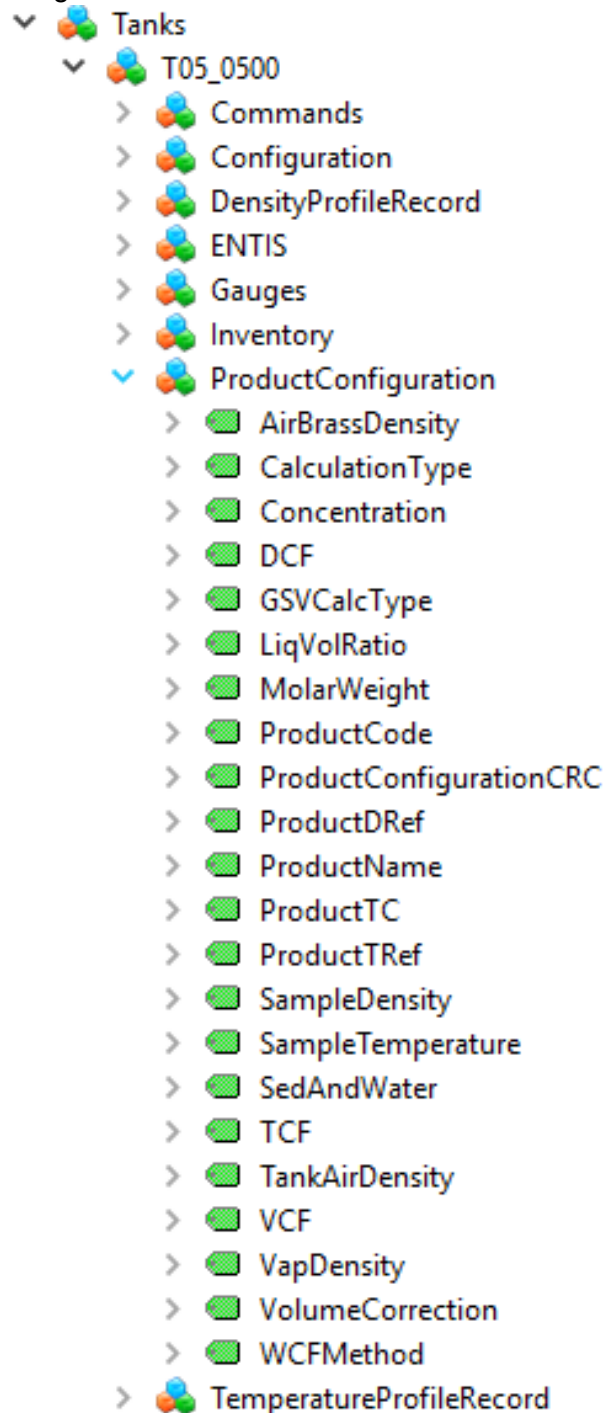 Tanks
T05_0500
Commands
Configuration
DensityProfileRecord
ENTIS
Gauges
Inventory
ProductConfiguration
AirBrassDensity
CalculationType
Concentration
DCF
GSVCalcType
LiqVolRatio
MolarWeight
ProductCode
ProductConfigurationCRC
ProductDRef
ProductName
ProductTC
ProductTRef
SampleDensity
SampleTemperature
SedAndWater
TCF
TankAirDensity
VCF
VapDensity
VolumeCorrection
WCFMethod
TemperatureProfileRecord